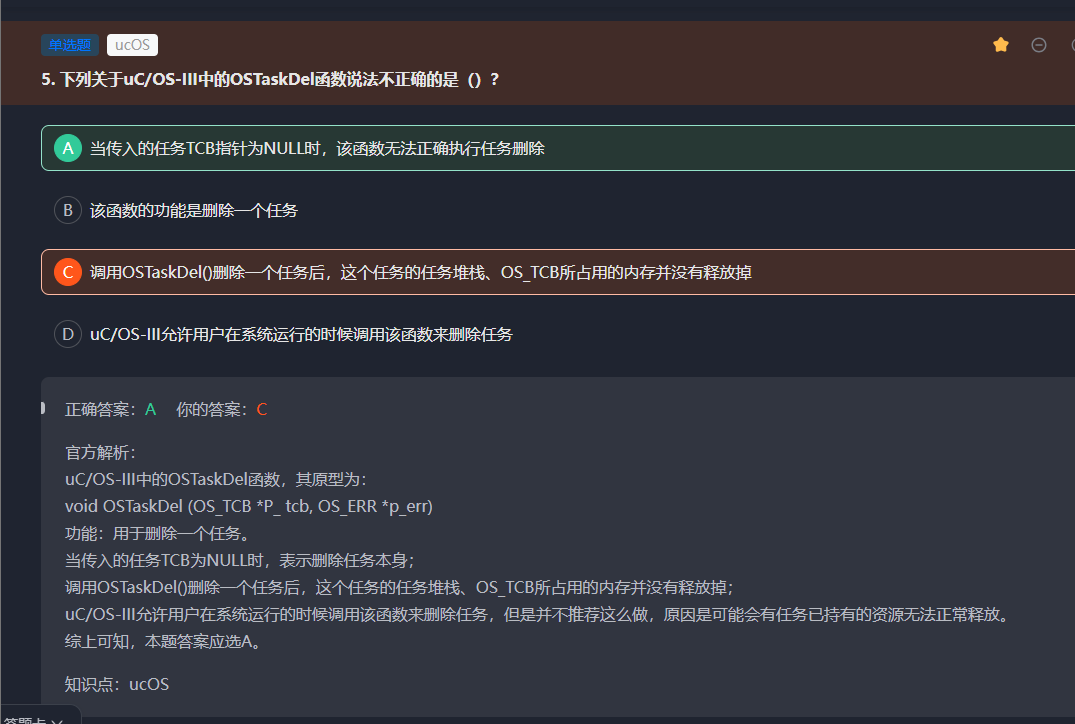 单选题 ucOS
5. 下列关于uC/OS-III中的OSTaskDel函数说法不正确的是（）？
A 当传入的任务TCB指针为NULL时，该函数无法正确执行任务删除
B 该函数的功能是删除一个任务
C 调用OSTaskDel()删除一个任务后，这个任务的任务堆栈、OS_TCB所占用的内存并没有释放掉
D uC/OS-III允许用户在系统运行的时候调用该函数来删除任务
正确答案：A 你的答案：C
官方解析：
uC/OS-III中的OSTaskDel函数，其原型为：
void OSTaskDel (OS_TCB *P_ tcb, OS_ERR *p_err)
功能：用于删除一个任务。
当传入的任务TCB为NULL时，表示删除任务本身；
调用OSTaskDel()删除一个任务后，这个任务的任务堆栈、OS_TCB所占用的内存并没有释放掉；
uC/OS-III允许用户在系统运行的时候调用该函数来删除任务，但是并不推荐这么做，原因是可能会有任务已持有的资源无法正常释放。
综上可知，本题答案应选A。
知识点：ucOS
答题卡